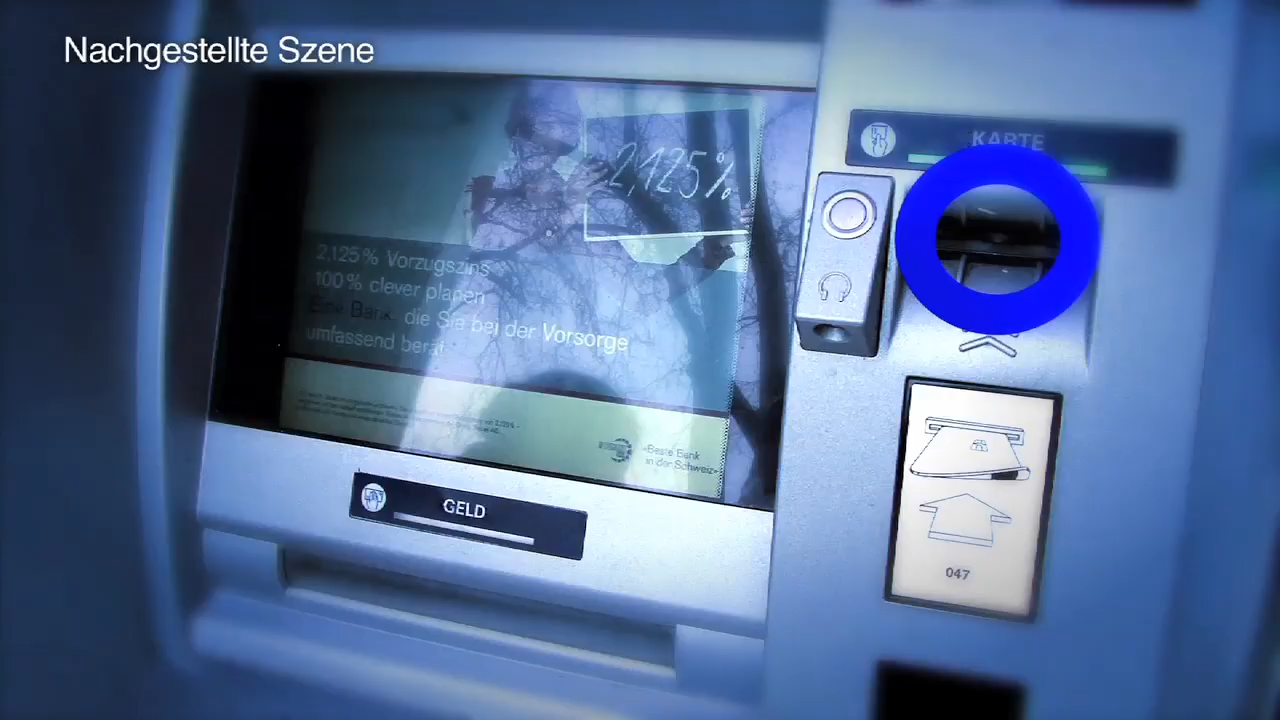 Nachgestellte Szene
KARTE
2,125%
2,125% Vorzugszins
100% clever planen
Eine Bank, die Sie bei der Vorsorge
umfassend berät.
«Beste Bank
in der Schweiz»
GELD
047